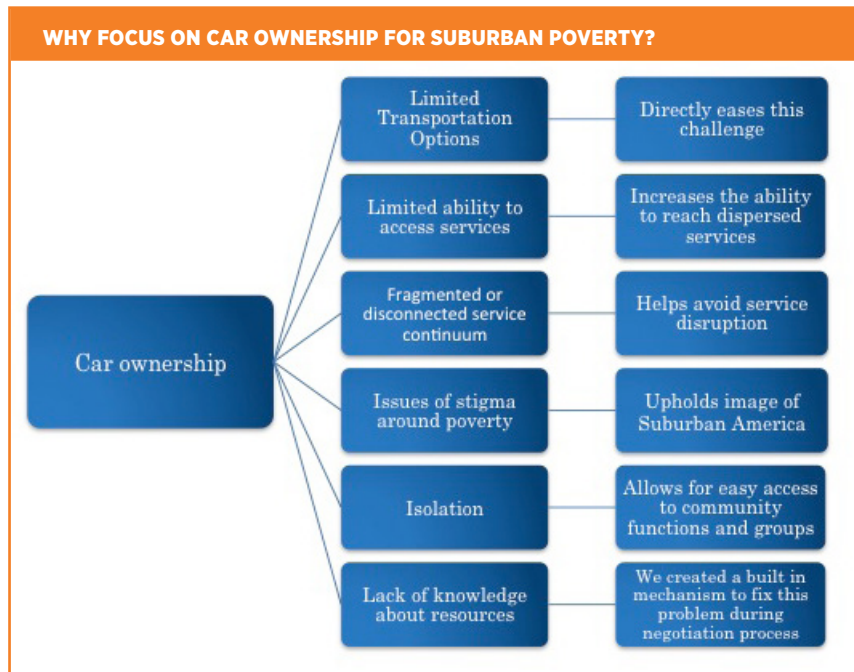 WHY FOCUS ON CAR OWNERSHIP FOR SUBURBAN POVERTY?
Car ownership
Limited
Transportation
Options
Directly eases this
challenge
Limited ability to
access services
Increases the ability
to reach dispersed
services
Fragmented or
disconnected service
continuum
Helps avoid service
disruption
Issues of stigma
around poverty
Upholds image of
Suburban America
Isolation
Allows for easy access
to community
functions and groups
Lack of knowledge
about resources
We created a built in
mechanism to fix this
problem during
negotiation process